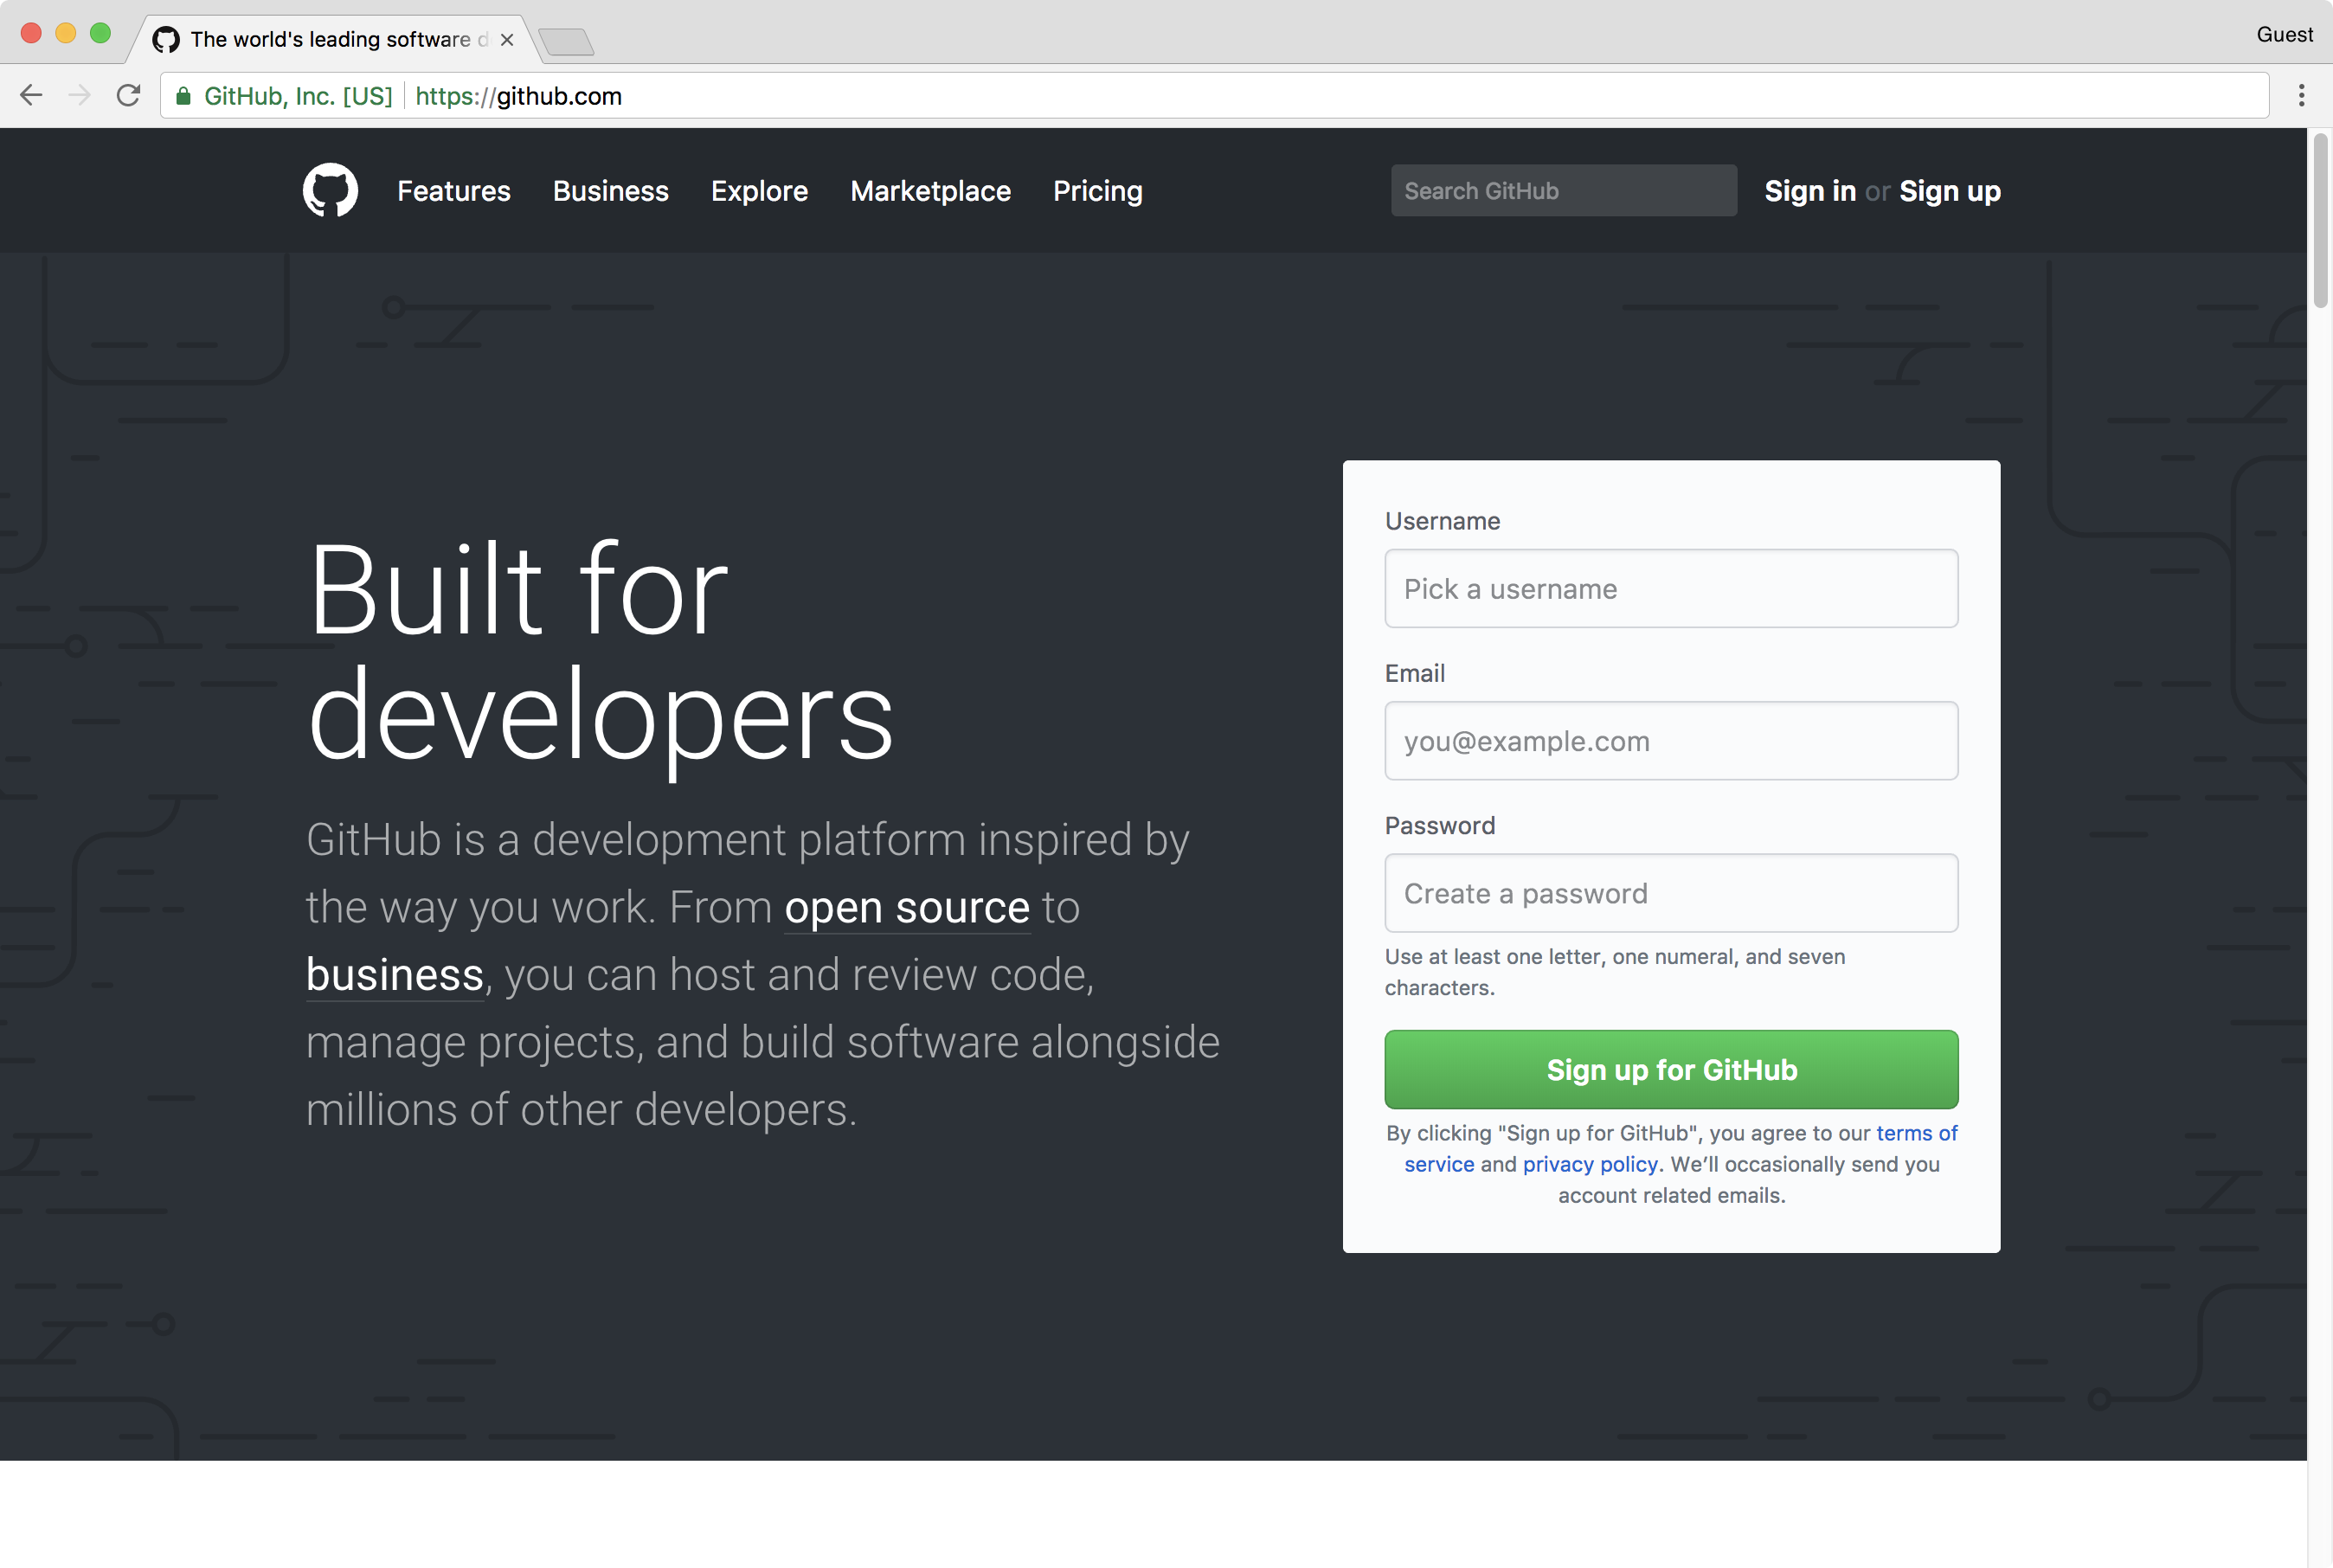 The world's leading software d
Guest
GitHub, Inc. [US] https://github.com
Features Business Explore Marketplace Pricing Search GitHub Sign in or Sign up
Built for
developers
GitHub is a development platform inspired by
the way you work. From open source to
business, you can host and review code,
manage projects, and build software alongside
millions of other developers.
Username
Pick a username
Email
you@example.com
Password
Create a password
Use at least one letter, one numeral, and seven
characters.
Sign up for GitHub
By clicking "Sign up for GitHub", you agree to our terms of
service and privacy policy. We’ll occasionally send you
account related emails.